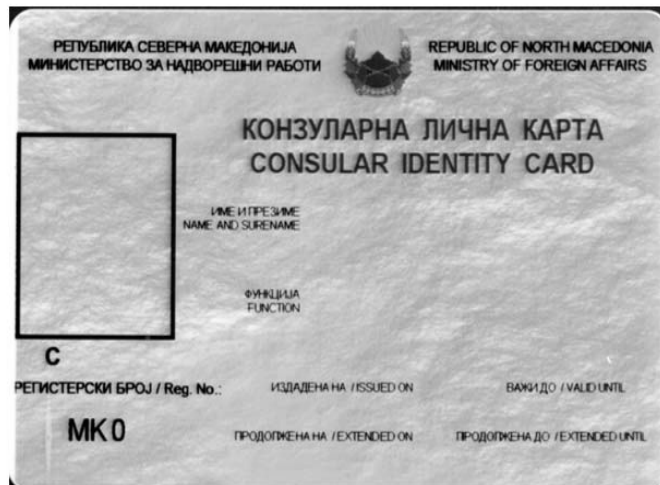 РЕПУБЛИКА СЕВЕРНА МАКЕДОНИЈА
МИНИСТЕРСТВО ЗА НАДВОРЕШНИ РАБОТИ
REPUBLIC OF NORTH MACEDONIA
MINISTRY OF FOREIGN AFFAIRS
КОНЗУЛАРНА ЛИЧНА КАРТА
CONSULAR IDENTITY CARD
ИМЕ И ПРЕЗИМЕ
NAME AND SURENAME
ФУНКЦИЈА
FUNCTION
C
РЕГИСТЕРСКИ БРОЈ / Reg. No.:
ИЗДАДЕНА НА / ISSUED ON
ВАЖИ ДО / VALID UNTIL
MK 0
ПРОДОЛЖЕНА НА / EXTENDED ON
ПРОДОЛЖЕНА ДО / EXTENDED UNTIL